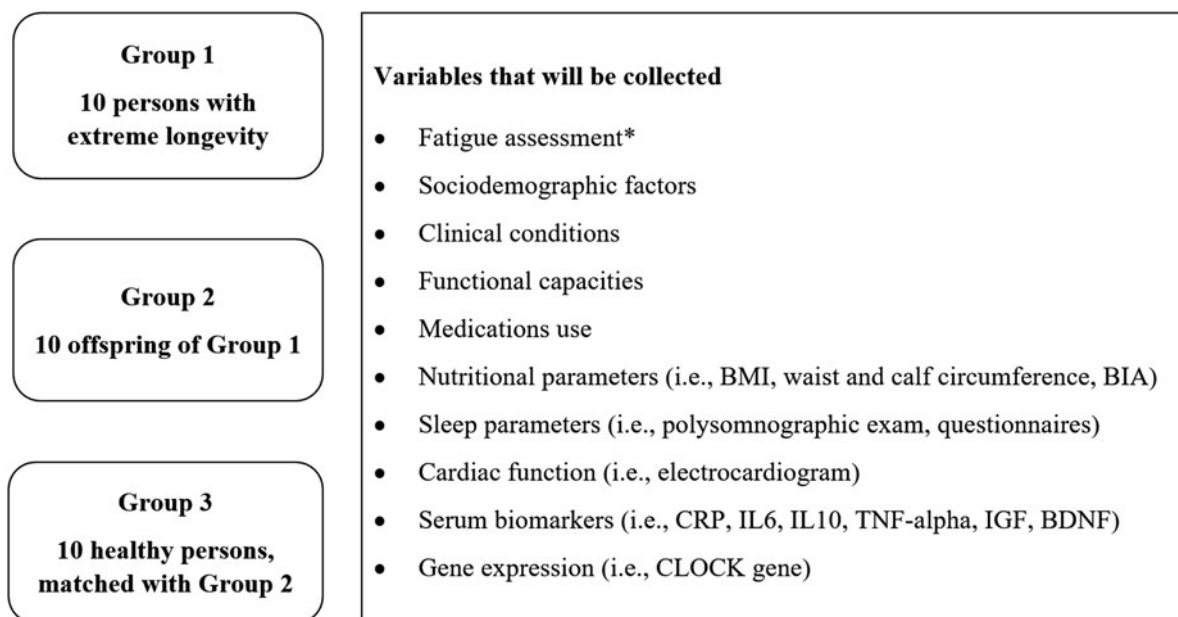 Group 1
10 persons with
extreme longevity
Group 2
10 offspring of Group 1
Group 3
10 healthy persons,
matched with Group 2
Variables that will be collected
• Fatigue assessment*
• Sociodemographic factors
• Clinical conditions
• Functional capacities
• Medications use
• Nutritional parameters (i.e., BMI, waist and calf circumference, BIA)
• Sleep parameters (i.e., polysomnographic exam, questionnaires)
• Cardiac function (i.e., electrocardiogram)
• Serum biomarkers (i.e., CRP, IL6, IL10, TNF-alpha, IGF, BDNF)
• Gene expression (i.e., CLOCK gene)